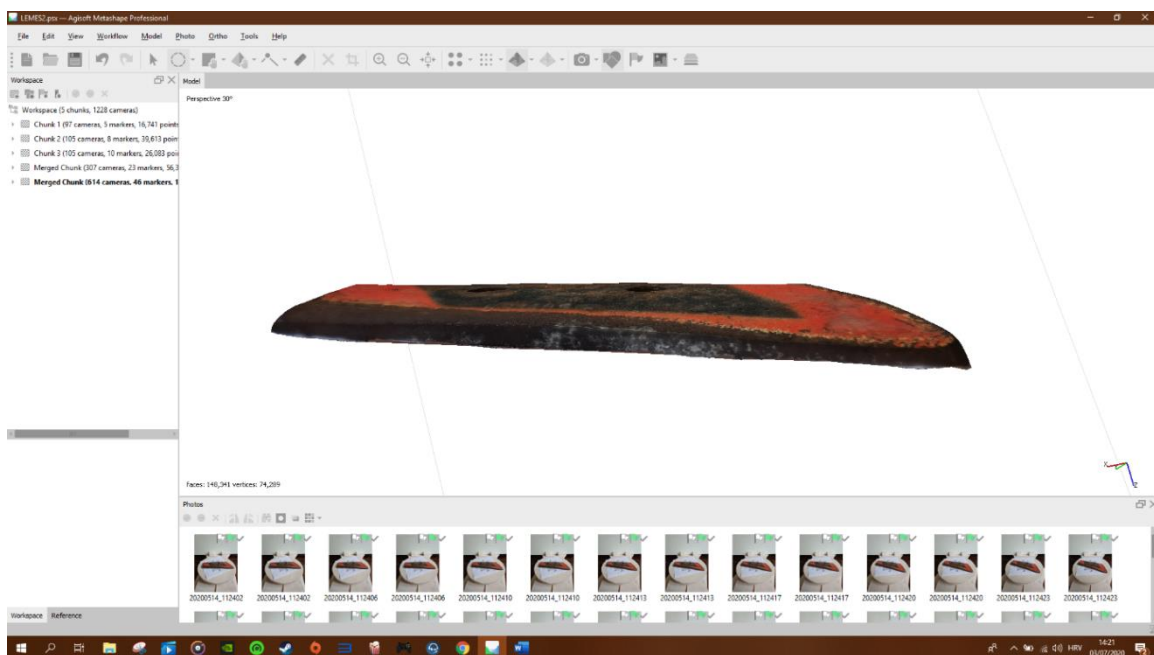 LEMES2.psx — Agisoft Metashape Professional
File Edit View Workflow Model Photo Ortho Tools Help
Workspace
Model
Perspective 30°
Workspace (5 chunks, 1228 cameras)
Chunk 1 (97 cameras, 5 markers, 16,741 points
Chunk 2 (105 cameras, 8 markers, 39,613 poin
Chunk 3 (105 cameras, 10 markers, 26,083 poi
Merged Chunk (307 cameras, 23 markers, 56,3
Merged Chunk (614 cameras, 46 markers, 1
X
Z
faces: 148,541 vertices: 74,289
Photos
20200514_112402 20200514_112402 20200514_112406 20200514_112406 20200514_112410 20200514_112410 20200514_112413 20200514_112413 20200514_112417 20200514_112417 20200514_112420 20200514_112420 20200514_112423 20200514_112423
Workspace Reference
HRV
14:21
03/07/2020